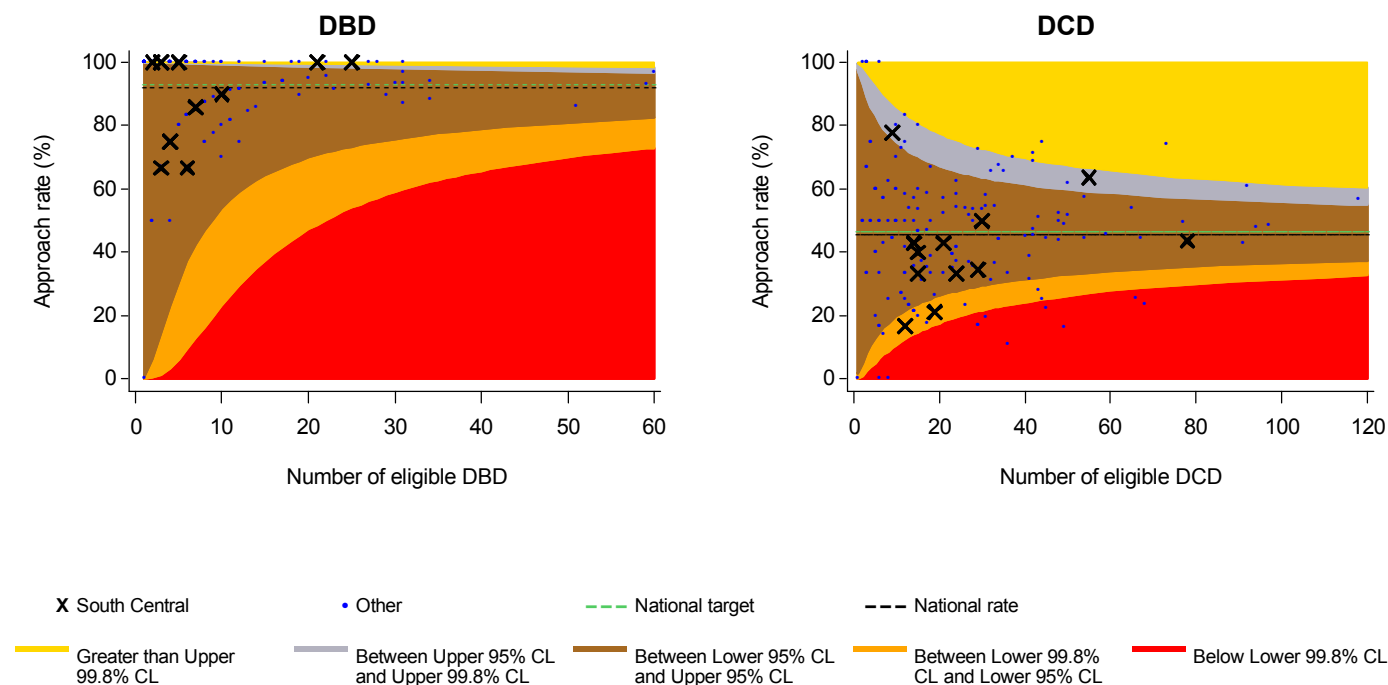 DBD
100
80
60
40
20
0
Approach rate (%)
0 10 20 30 40 50 60
Number of eligible DBD
DCD
100
80
60
40
20
0
Approach rate (%)
0 20 40 60 80 100 120
Number of eligible DCD
X South Central
Other
National target
National rate
Greater than Upper
99.8% CL
Between Upper 95% CL
and Upper 99.8% CL
Between Lower 95% CL
and Upper 95% CL
Between Lower 99.8%
CL and Lower 95% CL
Below Lower 99.8% CL